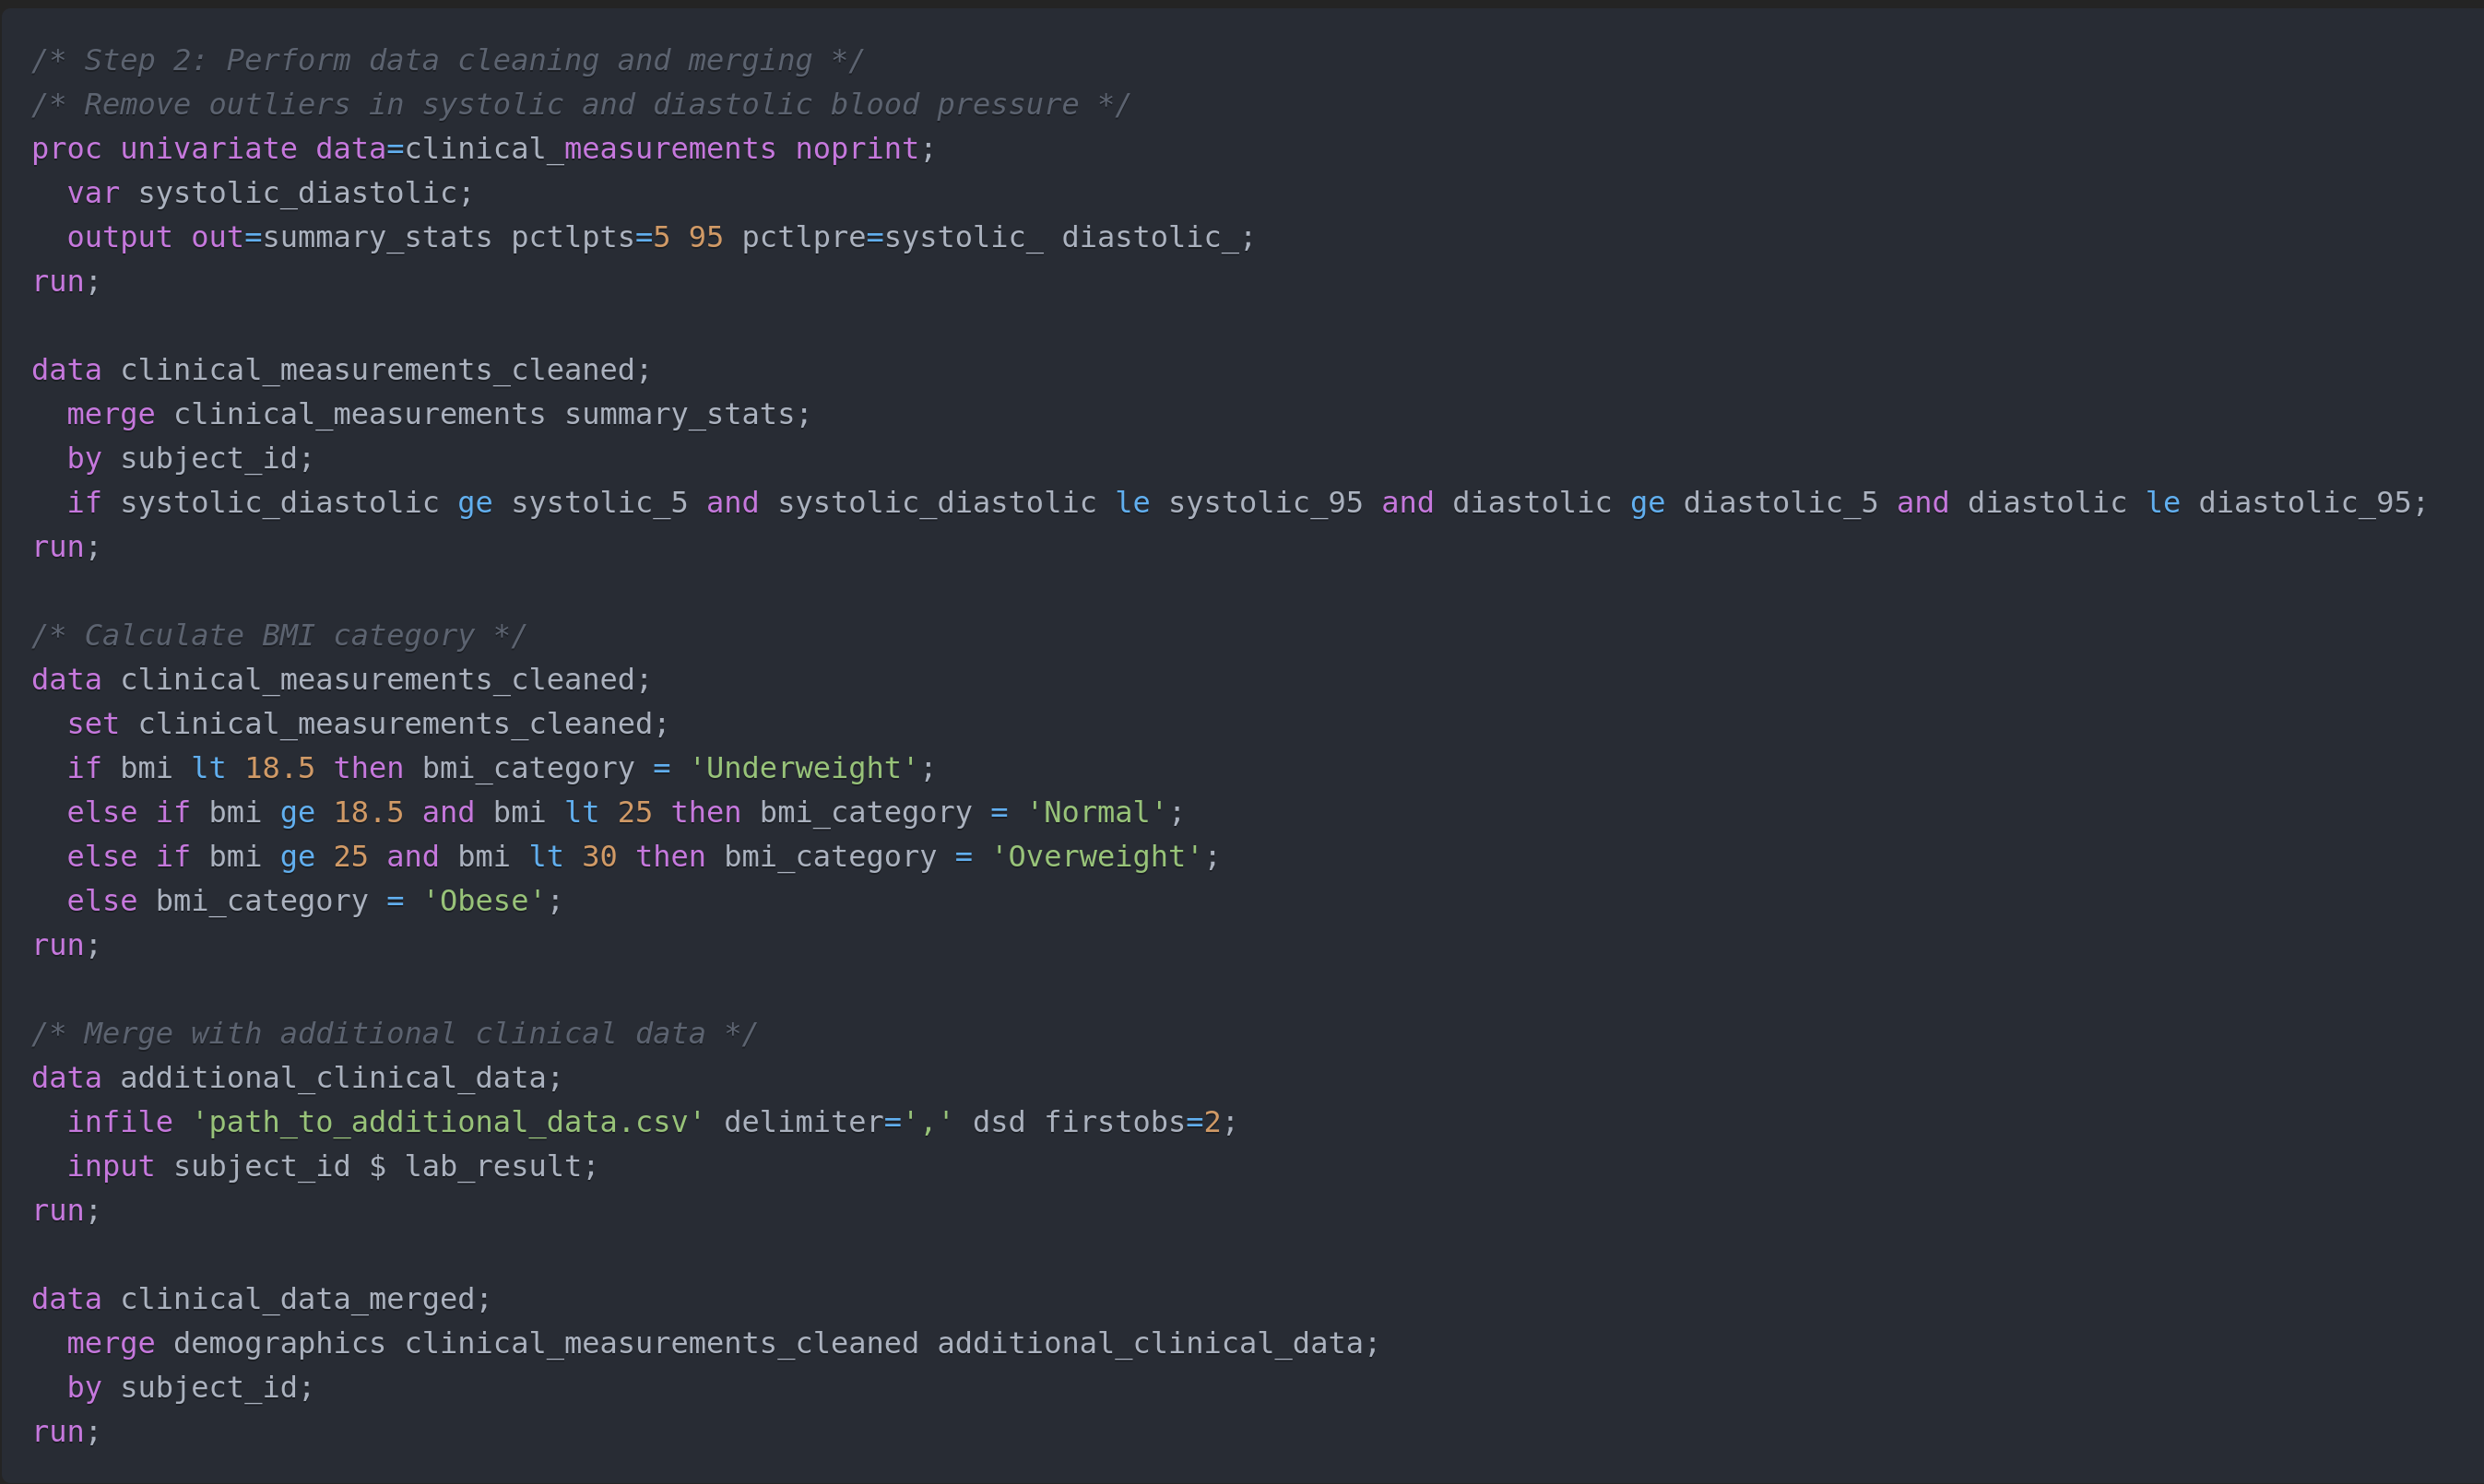 /* Step 2: Perform data cleaning and merging */
/* Remove outliers in systolic and diastolic blood pressure */
proc univariate data=clinical_measurements noprint;
  var systolic_diastolic;
  output out=summary_stats pctlpts=5 95 pctlpre=systolic_ diastolic_;
run;

data clinical_measurements_cleaned;
  merge clinical_measurements summary_stats;
  by subject_id;
  if systolic_diastolic ge systolic_5 and systolic_diastolic le systolic_95 and diastolic ge diastolic_5 and diastolic le diastolic_95;
run;

/* Calculate BMI category */
data clinical_measurements_cleaned;
  set clinical_measurements_cleaned;
  if bmi lt 18.5 then bmi_category = 'Underweight';
  else if bmi ge 18.5 and bmi lt 25 then bmi_category = 'Normal';
  else if bmi ge 25 and bmi lt 30 then bmi_category = 'Overweight';
  else bmi_category = 'Obese';
run;

/* Merge with additional clinical data */
data additional_clinical_data;
  infile 'path_to_additional_data.csv' delimiter=',' dsd firstobs=2;
  input subject_id $ lab_result;
run;

data clinical_data_merged;
  merge demographics clinical_measurements_cleaned additional_clinical_data;
  by subject_id;
run;